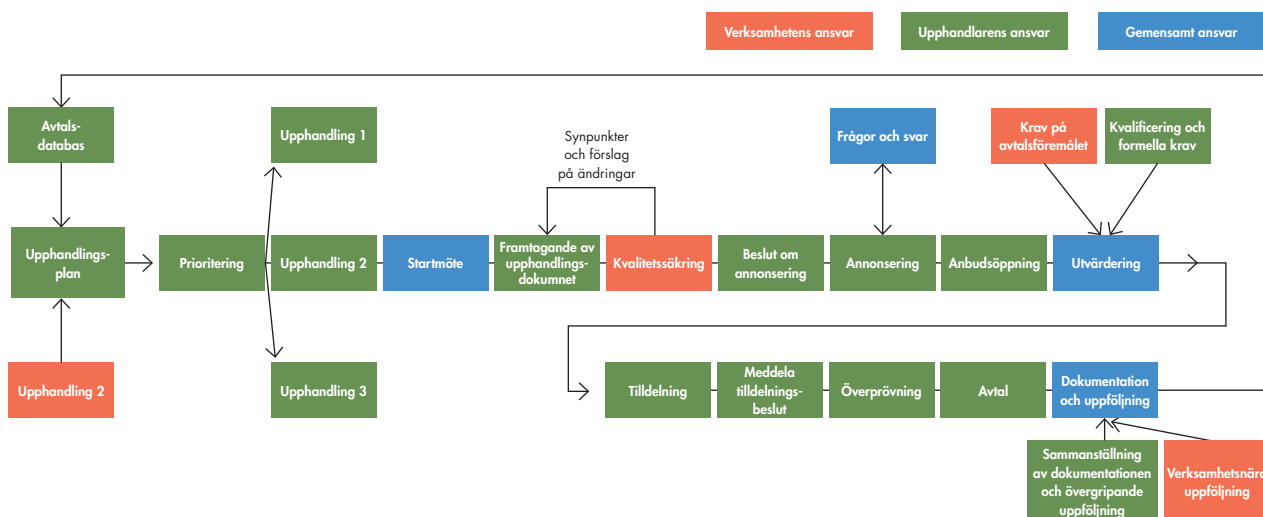 Verksamhetens ansvar
Upphandlarens ansvar
Gemensamt ansvar
Avtals-
databas
Upphandling 1
Synpunkter
och förslag
på ändringar
Frågor och svar
Krav på
avtalsföremålet
Kvalificering och
formella krav
Upphandlings-
plan
Prioritering
Upphandling 2
Startmöte
Framtagande av
upphandlings-
dokumnet
Kvalitetssäkring
Beslut om
annonsering
Annonsering
Anbudsöppning
Utvärdering
Upphandling 2
Upphandling 3
Tilldelning
Meddela
tilldelnings-
beslut
Överprövning
Avtal
Dokumentation
och uppföljning
Sammanställning
av dokumentationen
och övergripande
uppföljning
Verksamhetsnära
uppföljning